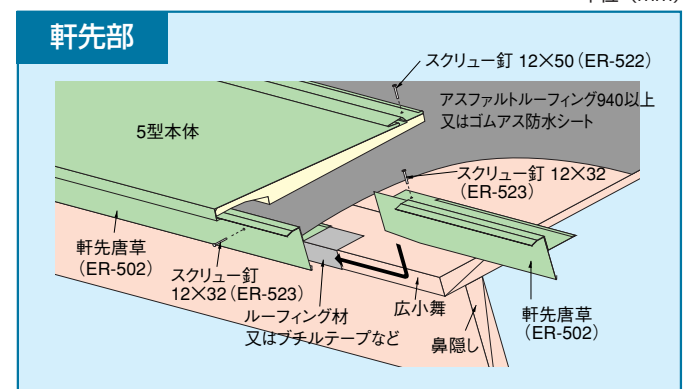 単位（mm）
軒先部
スクリュー釘 12×50（ER-522）
アスファルトルーフィング940以上
又はゴムアス防水シート
5型本体
スクリュー釘 12×32
（ER-523）
軒先唐草
（ER-502）
スクリュー釘
12×32（ER-523）
ルーフィング材
又はブチルテープなど
広小舞
鼻隠し
軒先唐草
（ER-502）